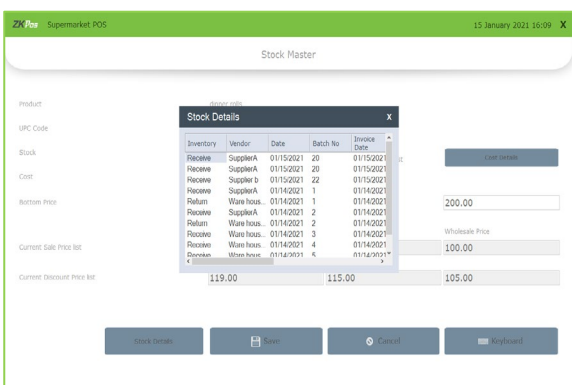 ZKPos Supermarket POS 15 January 2021 16:09 X
Stock Master
Product dinner rolls
UPC Code
Stock
Cost
Bottom Price 200.00
Wholesale Price
Current Sale Price list 100.00
Current Discount Price list 119.00 115.00 105.00
Stock Details X
Inventory Vendor Date Batch No Invoice Date
Receive SupplierA 01/15/2021 20 01/15/2021
Receive SupplierA 01/15/2021 20 01/15/2021
Receive Supplier b 01/15/2021 22 01/15/2021
Receive SupplierA 01/14/2021 1 01/14/2021
Return Ware hous... 01/14/2021 1 01/14/2021
Receive SupplierA 01/14/2021 2 01/14/2021
Return Ware hous... 01/14/2021 2 01/14/2021
Receive Ware hous... 01/14/2021 3 01/14/2021
Receive Ware hous... 01/14/2021 4 01/14/2021
Receive Ware hous... 01/14/2021 5 01/14/2021
Stock Details Save Cancel Keyboard